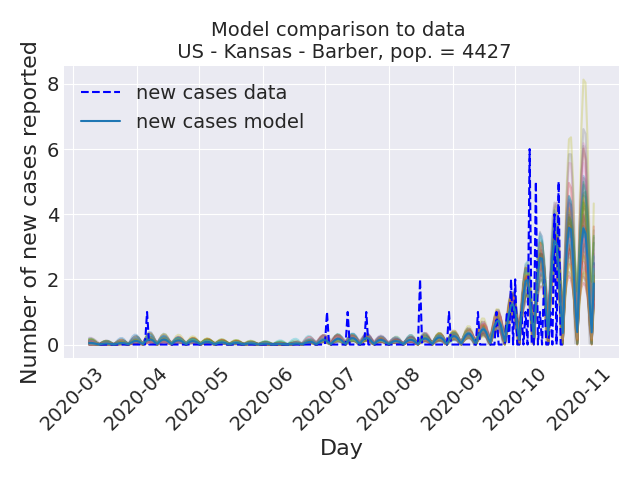 Model comparison to data
US - Kansas - Barber, pop. = 4427
Number of new cases reported
8
6
4
2
0
new cases data
new cases model
2020-03
2020-04
2020-05
2020-06
2020-07
2020-08
2020-09
2020-10
2020-11
Day